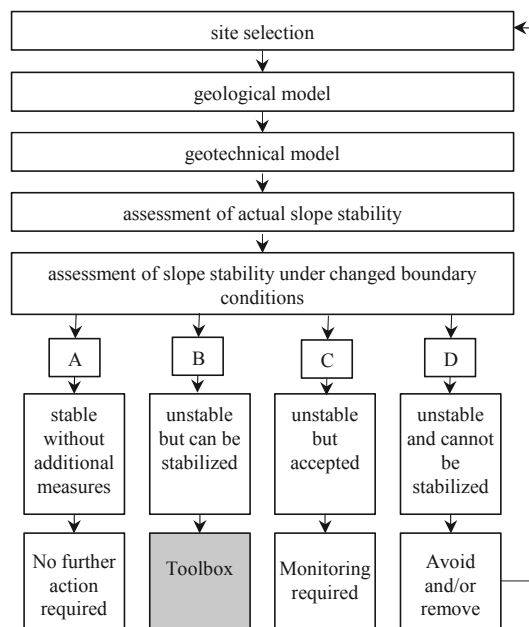 site selection
geological model
geotechnical model
assessment of actual slope stability
assessment of slope stability under changed boundary
conditions
A
B
C
D
stable
without
additional
measures
unstable
but can be
stabilized
unstable
but
accepted
unstable
and cannot
be
stabilized
No further
action
required
Toolbox
Monitoring
required
Avoid
and/or
remove